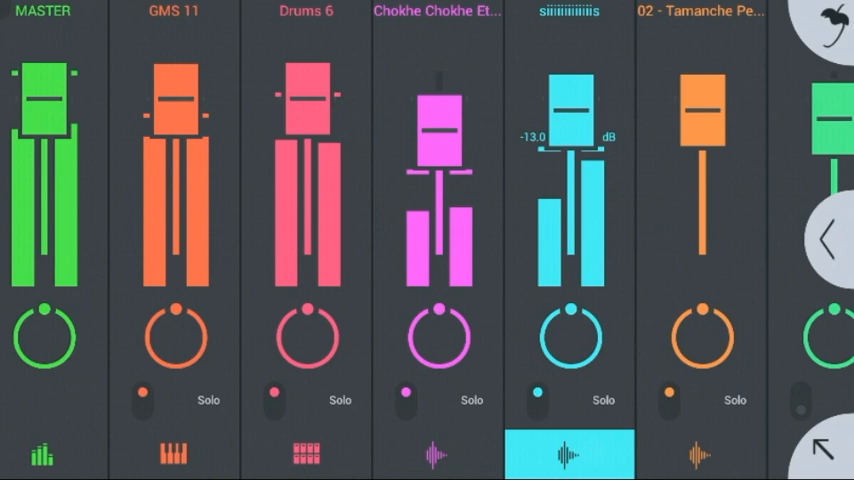 MASTER
GMS 11
Drums 6
Chokhe Chokhe Et...
02 - Tamanche Pe...
-13.0 dB
Solo
Solo
Solo
Solo
Solo